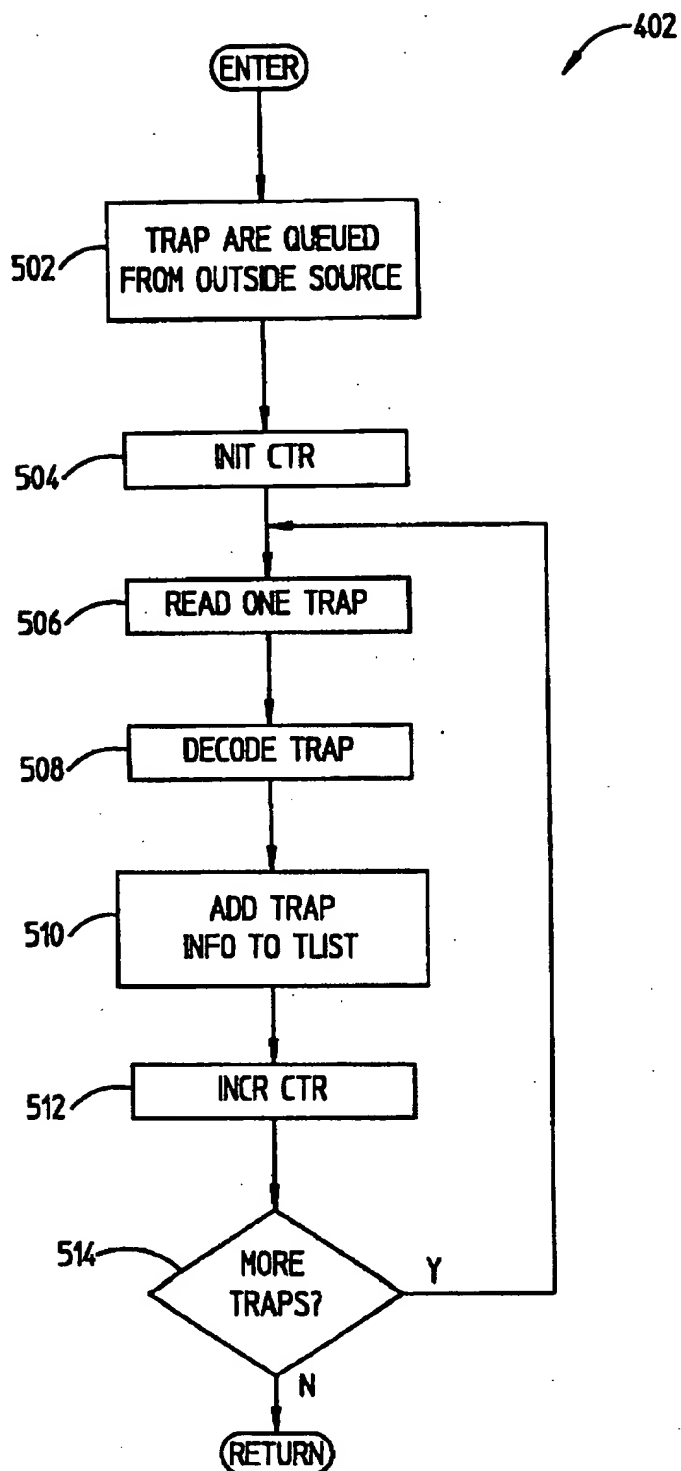 402
ENTER
502
TRAP ARE QUEUED
FROM OUTSIDE SOURCE
504
INIT CTR
506
READ ONE TRAP
508
DECODE TRAP
510
ADD TRAP
INFO TO TLIST
512
INCR CTR
514
MORE
TRAPS?
Y
N
RETURN